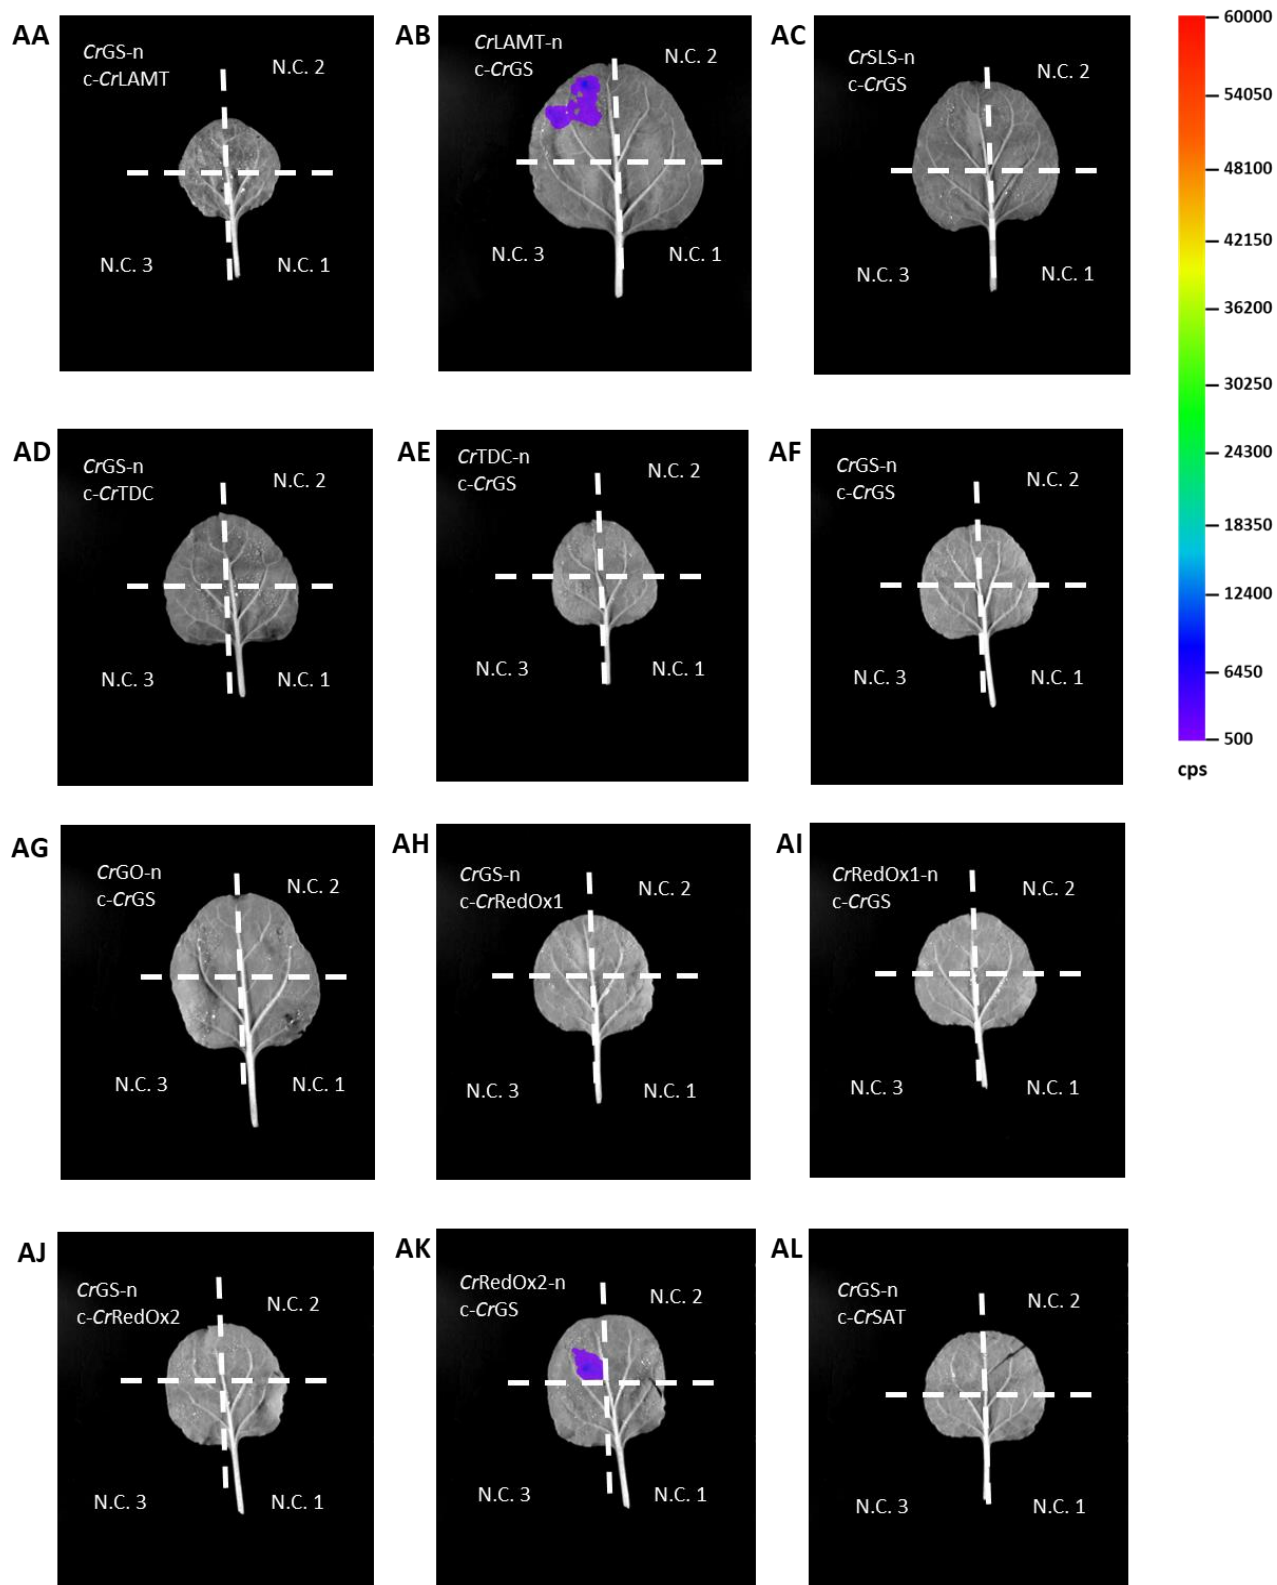 AA
CrGS-n
c-CrLAMT
N.C. 2
N.C. 3
N.C. 1
AB
CrLAMT-n
c-CrGS
N.C. 2
N.C. 3
N.C. 1
AC
CrSLS-n
c-CrGS
N.C. 2
N.C. 3
N.C. 1
60000
54050
48100
42150
36200
30250
24300
18350
12400
6450
500
cps
AD
CrGS-n
c-CrTDC
N.C. 2
N.C. 3
N.C. 1
AE
CrTDC-n
c-CrGS
N.C. 2
N.C. 3
N.C. 1
AF
CrGS-n
c-CrGS
N.C. 2
N.C. 3
N.C. 1
AG
CrGO-n
c-CrGS
N.C. 2
N.C. 3
N.C. 1
AH
CrGS-n
c-CrRedOx1
N.C. 2
N.C. 3
N.C. 1
AI
CrRedOx1-n
c-CrGS
N.C. 2
N.C. 3
N.C. 1
AJ
CrGS-n
c-CrRedOx2
N.C. 2
N.C. 3
N.C. 1
AK
CrRedOx2-n
c-CrGS
N.C. 2
N.C. 3
N.C. 1
AL
CrGS-n
c-CrSAT
N.C. 2
N.C. 3
N.C. 1